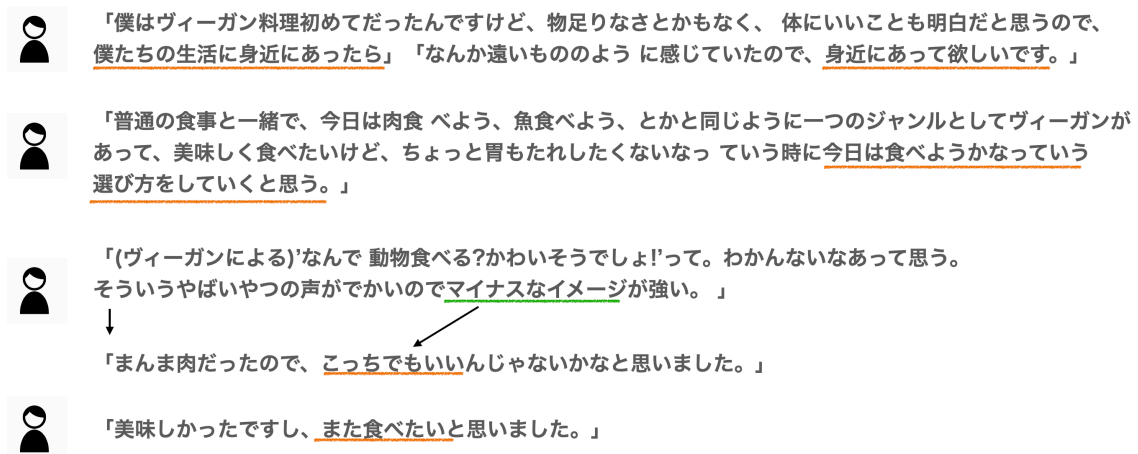 「僕はヴィーガン料理初めてだったんですけど、物足りなさとかもなく、 体にいいことも明白だと思うので、
僕たちの生活に身近にあったら」「なんか遠いもののよう に感じていたので、身近にあって欲しいです。」
「普通の食事と一緒で、今日は肉食 べよう、魚食べよう、とかと同じように一つのジャンルとしてヴィーガンが
あって、美味しく食べたいけど、ちょっと胃もたれしたくないなっ ていう時に今日は食べようかなっていう
選び方をしていくと思う。」
「(ヴィーガンによる)’なんで 動物食べる?かわいそうでしょ!’って。わかんないなあって思う。
そういうやばいやつの声がでかいのでマイナスなイメージが強い。 」
「まんま肉だったので、こっちでもいいんじゃないかなと思いました。」
「美味しかったですし、また食べたいと思いました。」